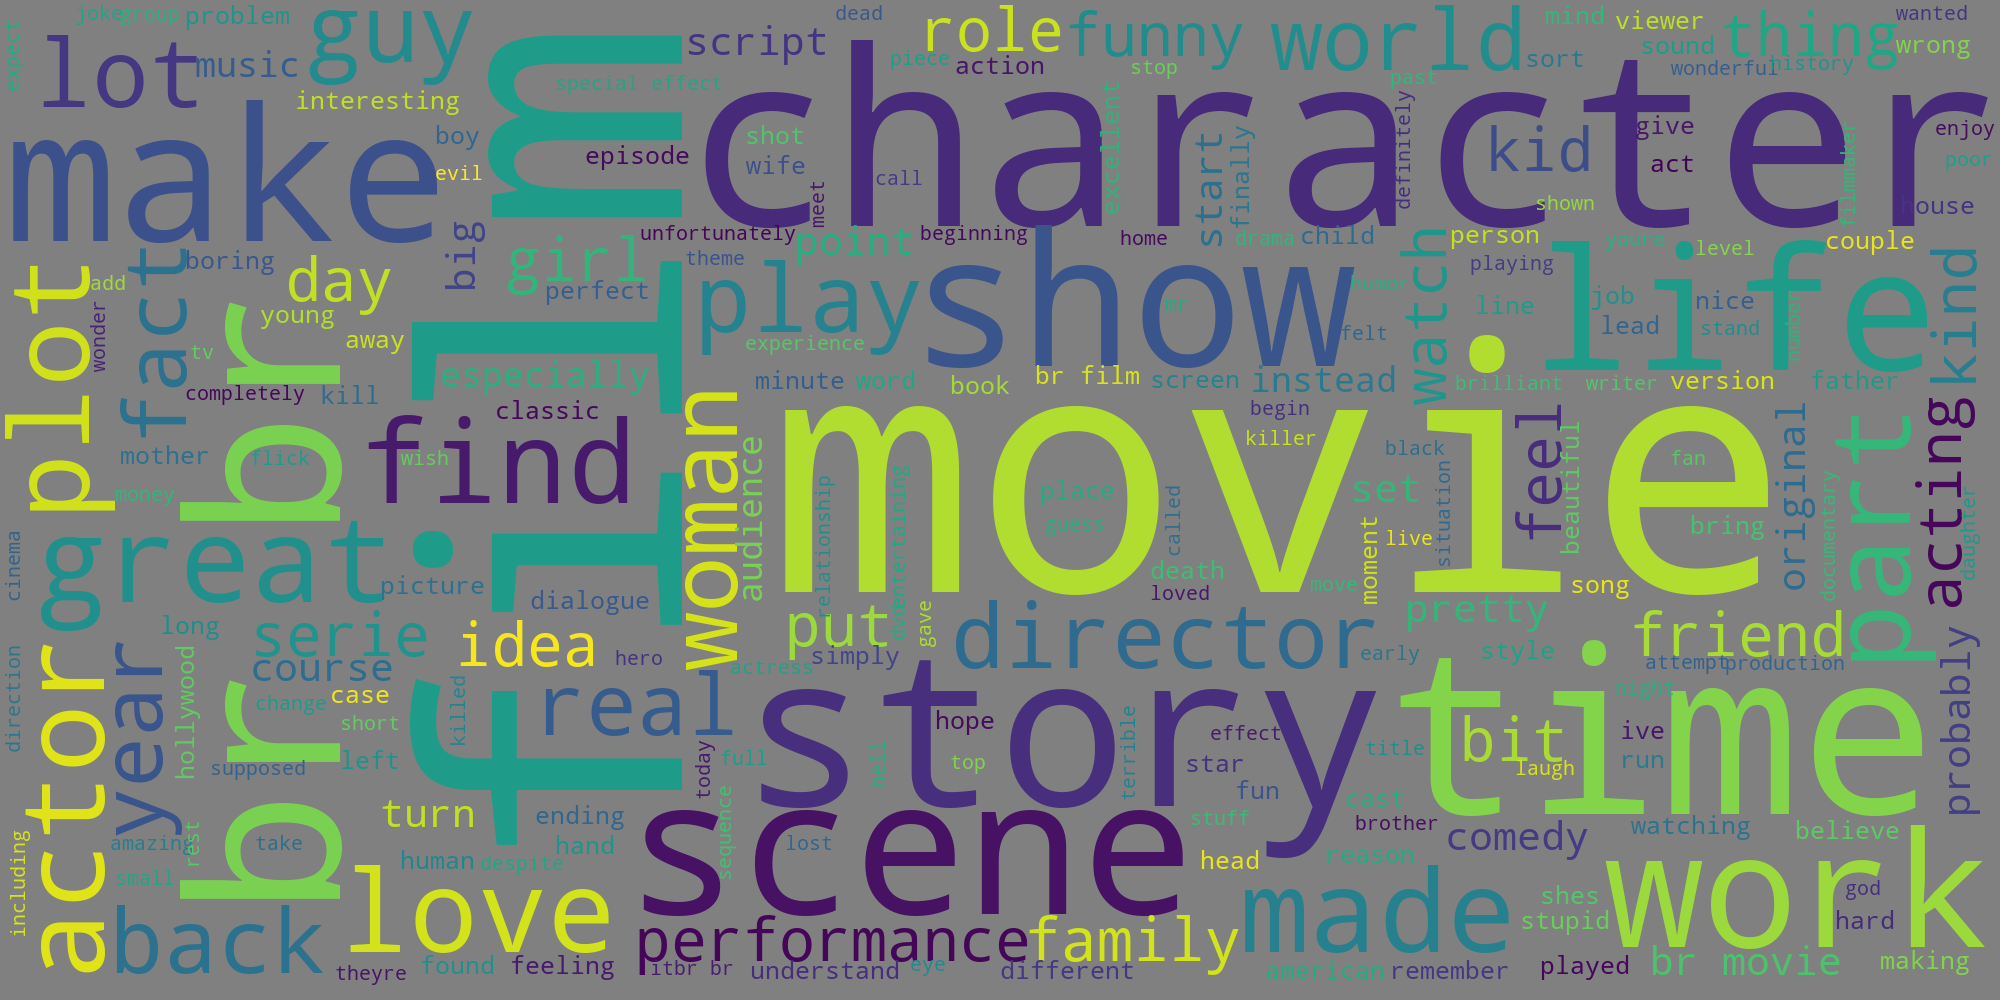 joke
group
problem
guy
dead
script
role
funny
world
mind
viewer
thing
wanted
expect
lot
music
special effect
piece
action
stop
sort
sound
past
wonderful
history
wrong
interesting
make
boy
evil
film
episode
shot
wife
meet
call
character
excellent
start
finally
definitely
kid
give
act
shown
filmmaker
enjoy
poor
house
unfortunately
beginning
home
drama
child
person
youre
level
couple
plot
add
wonder
fact
boring
day
young
tv
away
completely
kill
big
girl
perfect
especially
theme
point
play
experience
show
mr
humor
felt
watch
playing
line
job
nice
lead
stand
number
life
kind
minute
word
book
br film
screen
instead
brilliant
writer
version
father
br br
classic
find
wish
flick
mother
money
woman
audience
movie
begin
killer
black
place
guess
relationship
dventertaining
called
death
loved
move
set
live
situation
moment
feel
beautiful
fan
bring
song
original
documentary
part
acting
daughter
cinema
great
picture
dialogue
long
serie
course
idea
hero
put
gave
simply
actress
director
early
pretty
style
friend
attempt
production
night
probably
direction
actor
year
hollywood
change
case
short
supposed
left
killed
real
today
full
story
hope
top
hell
terrible
effect
star
fun
title
cast
time
bit
laugh
ive
run
including
amazing
rest
take
small
turn
human
despite
ending
hand
scene
sequence
lost
stuff
head
brother
reason
comedy
watching
believe
back
love
theyre
found
feeling
performance
itbr br
understand
eye
family
different
made
american
remember
shes
stupid
work
god
hard
played
br movie
making